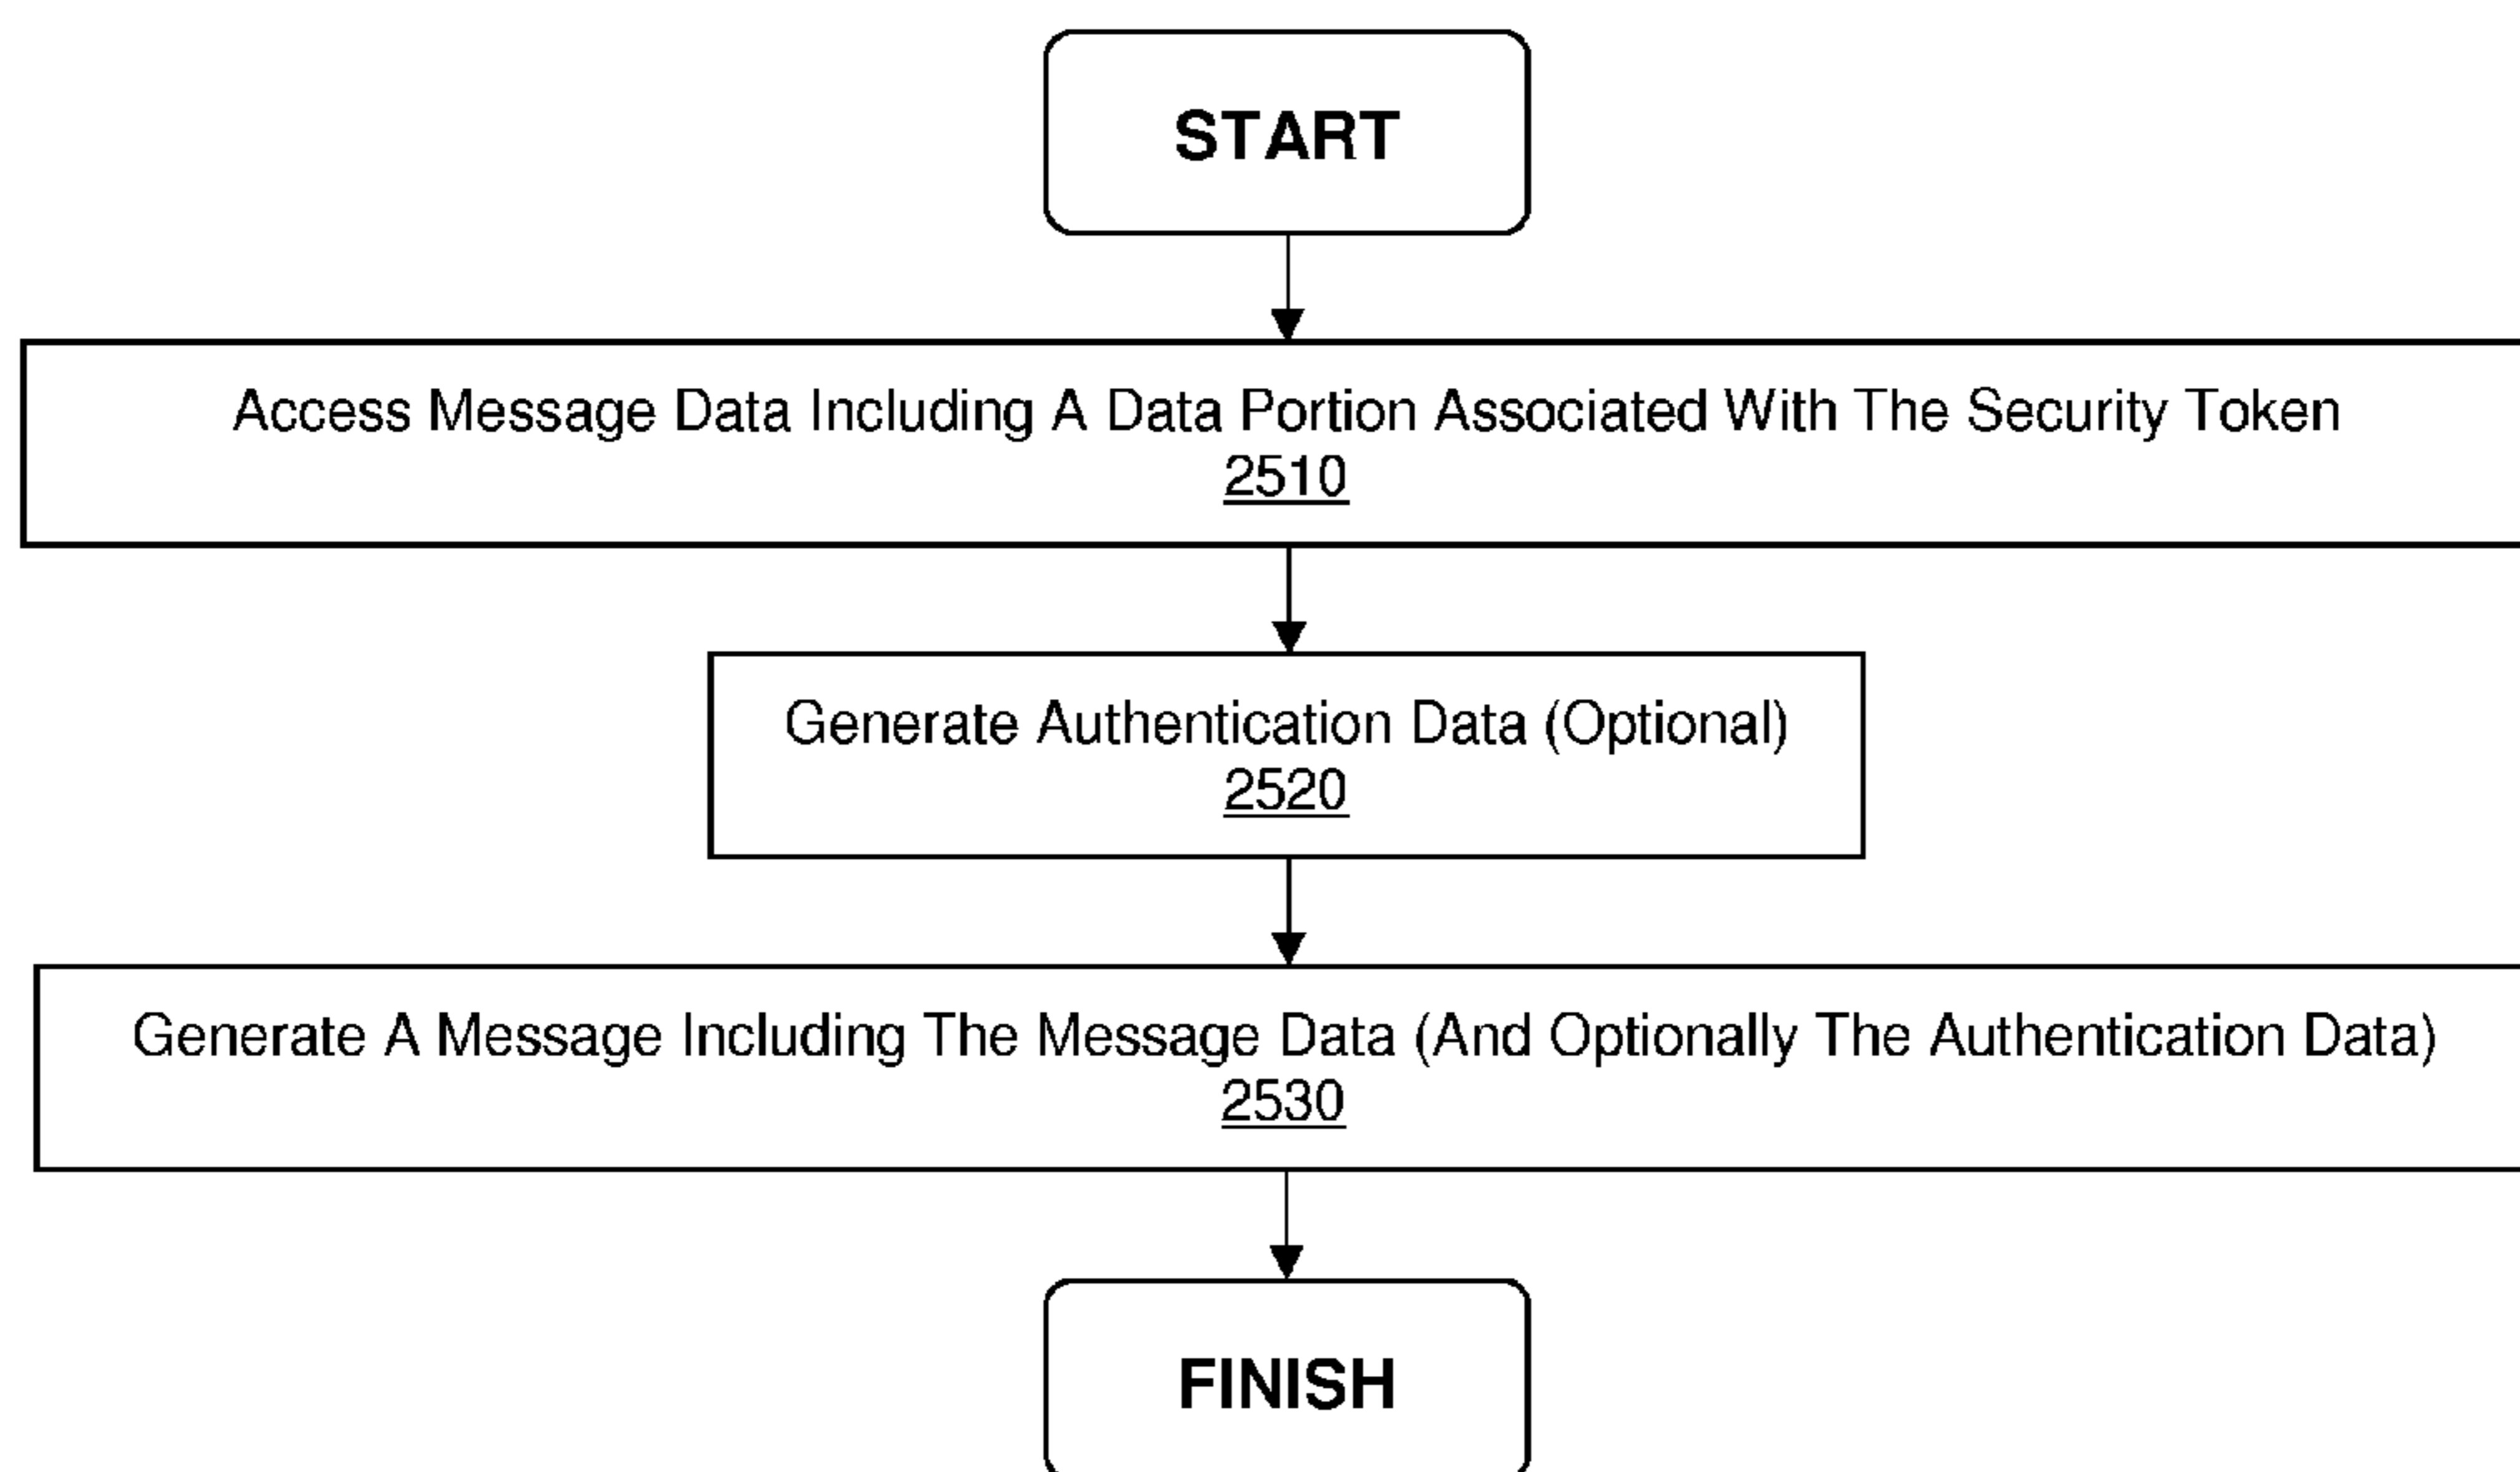 START
Access Message Data Including A Data Portion Associated With The Security Token
2510
Generate Authentication Data (Optional)
2520
Generate A Message Including The Message Data (And Optionally The Authentication Data)
2530
FINISH